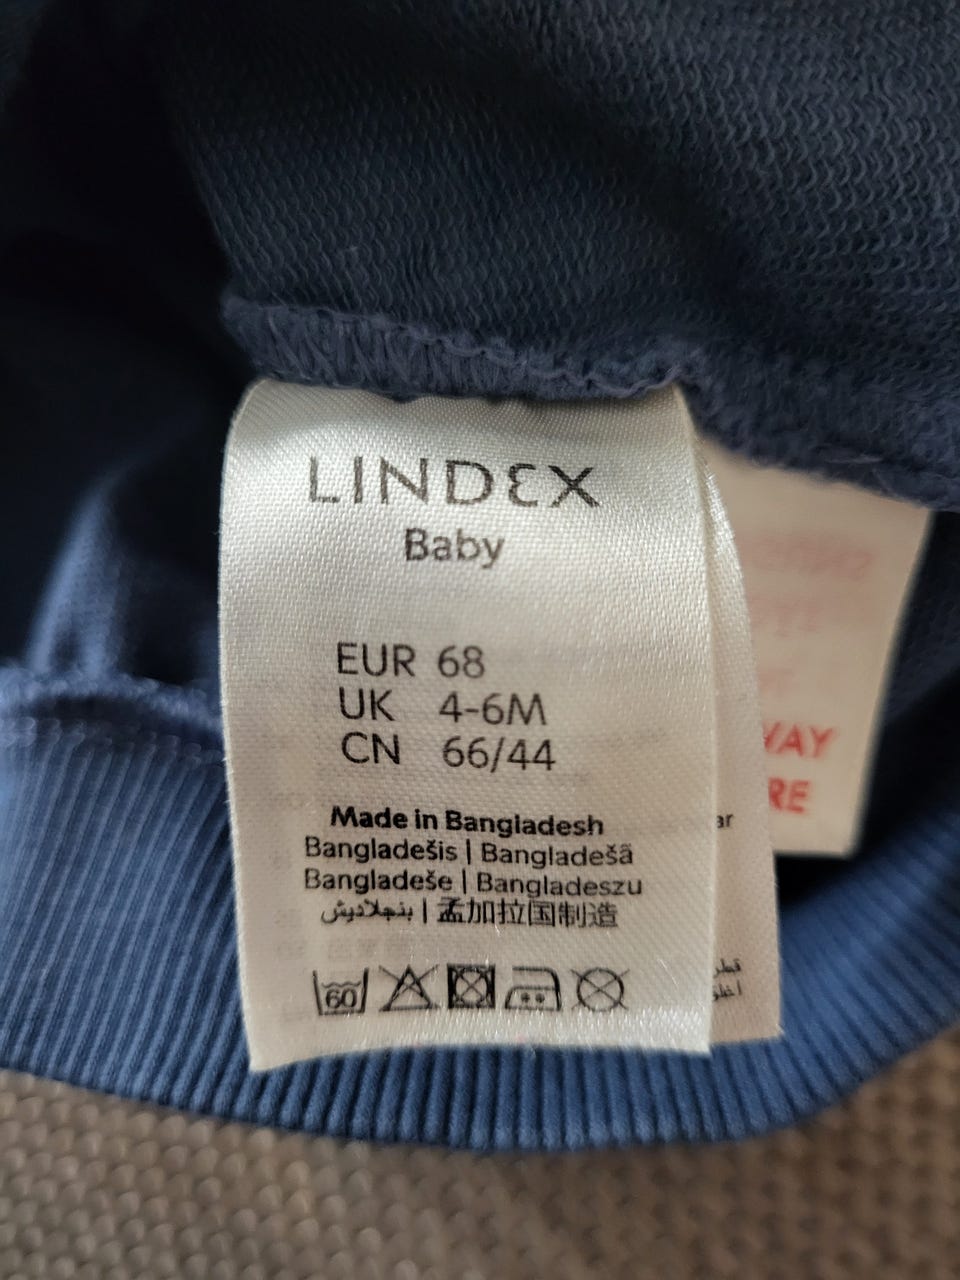 LINDEX
Baby
EUR 68
UK 4-6M
CN 66/44
Made in Bangladesh
Bangladešis | Bangladešā
Bangladeše | Bangladeszu
بنجلاديش | 孟加拉国制造
60